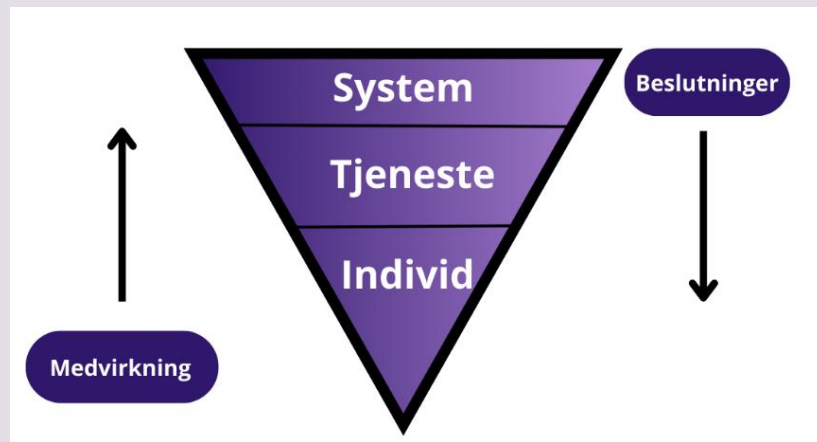 System
Beslutninger
Tjeneste
Individ
Medvirkning